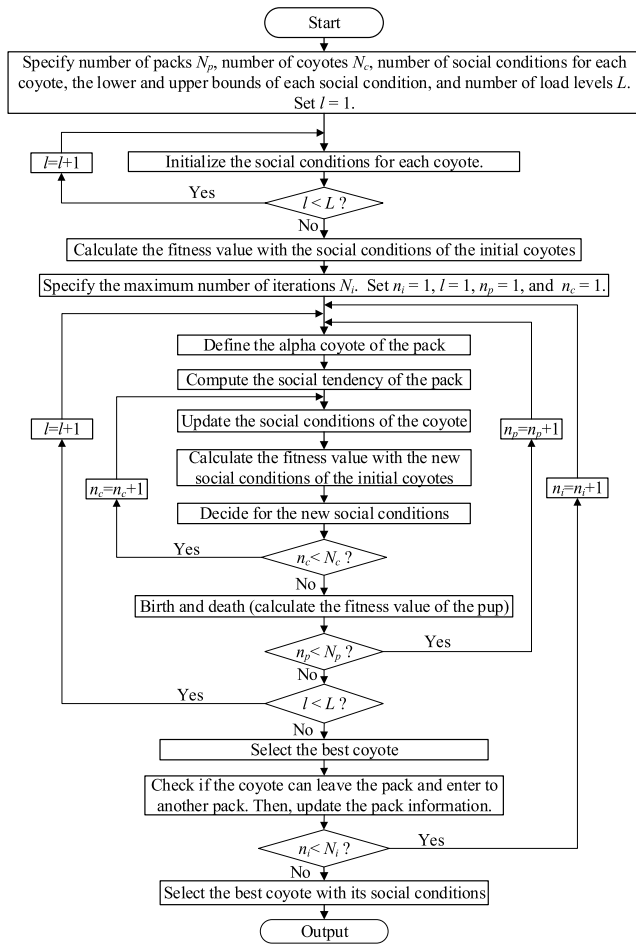 Start
Specify number of packs Np, number of coyotes Nc, number of social conditions for each
coyote, the lower and upper bounds of each social condition, and number of load levels L.
Set l = 1.
l=l+1
Initialize the social conditions for each coyote.
Yes
l < L ?
No
Calculate the fitness value with the social conditions of the initial coyotes
Specify the maximum number of iterations Ni. Set ni = 1, l = 1, np = 1, and nc = 1.
Define the alpha coyote of the pack
Compute the social tendency of the pack
l=l+1
Update the social conditions of the coyote
np=np+1
Calculate the fitness value with the new
social conditions of the initial coyotes
nc=nc+1
ni=ni+1
Decide for the new social conditions
Yes
nc< Nc ?
No
Birth and death (calculate the fitness value of the pup)
np< Np ?
Yes
No
Yes
l < L ?
No
Select the best coyote
Check if the coyote can leave the pack and enter to
another pack. Then, update the pack information.
ni< Ni ?
Yes
No
Select the best coyote with its social conditions
Output